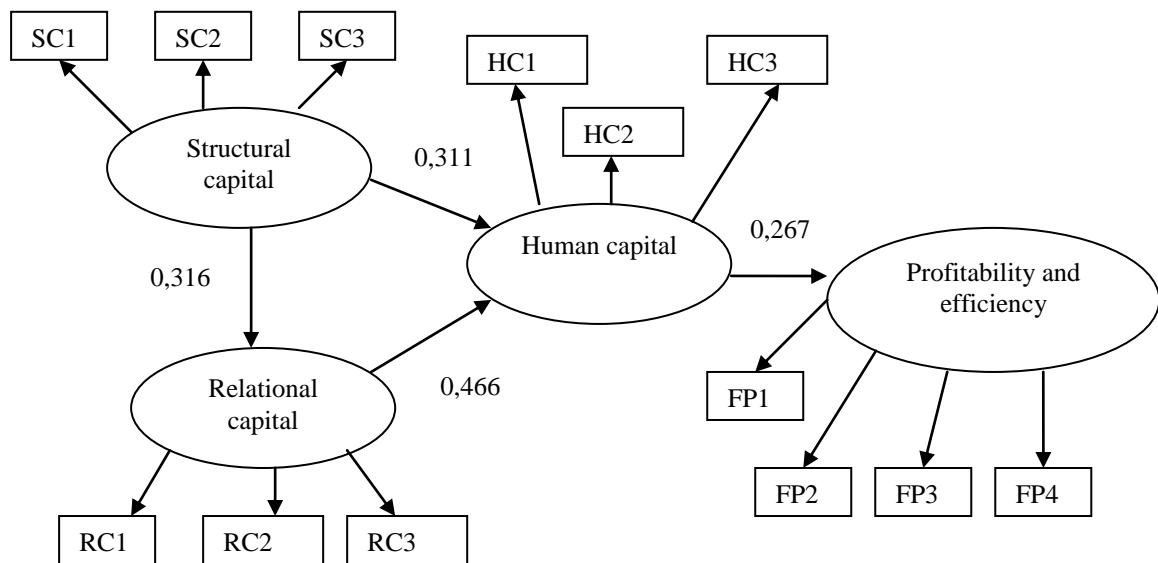 SC1
SC2
SC3
HC1
HC3
HC2
Structural
capital
0,311
Human capital
0,267
0,316
Profitability and
efficiency
Relational
capital
0,466
FP1
FP2
FP3
FP4
RC1
RC2
RC3